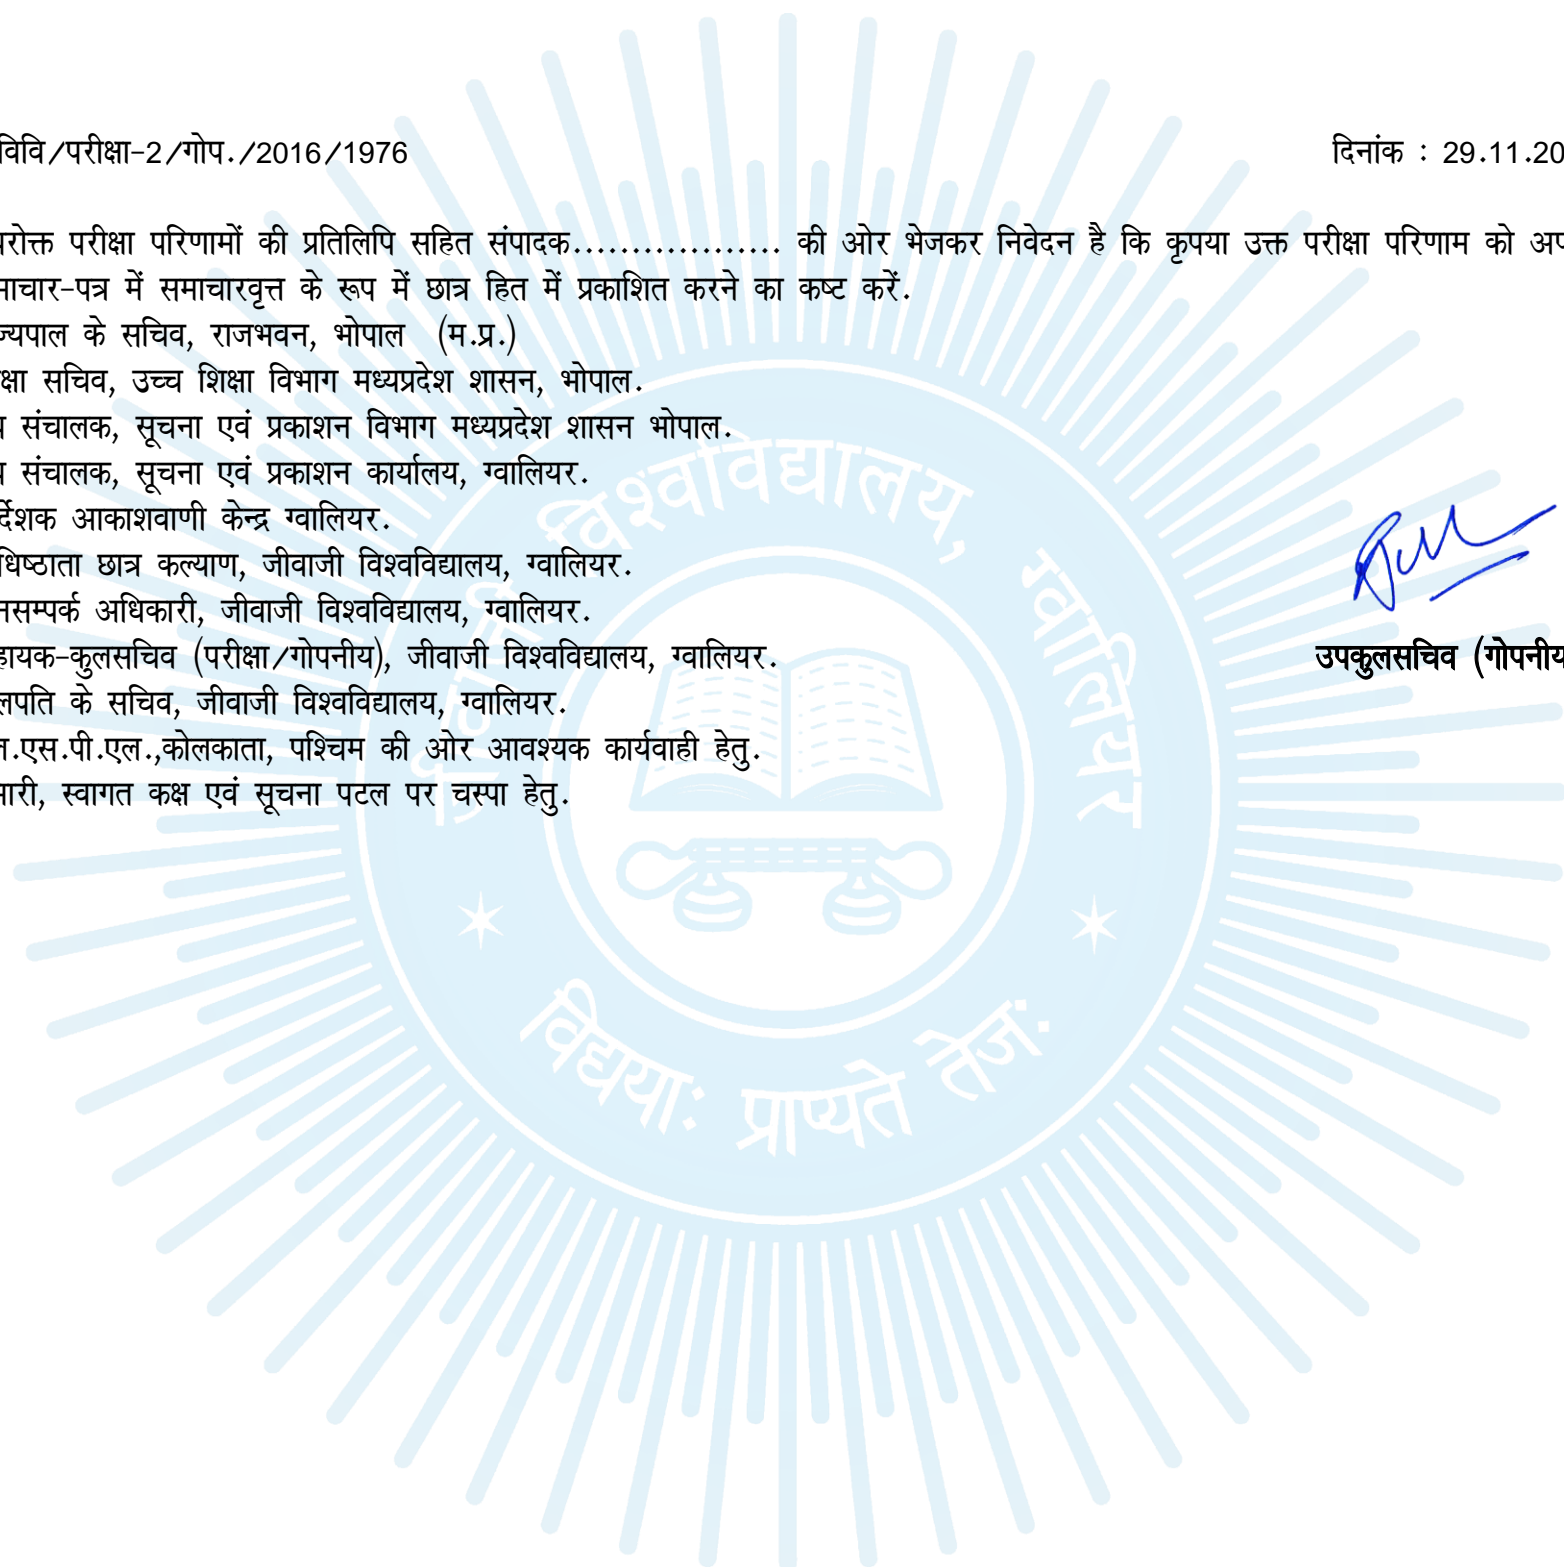 विवि/परीक्षा-2/गोप./2016/1976 दिनांक : 29.11.20
परोक्त परीक्षा परिणामों की प्रतिलिपि सहित संपादक.................. की ओर भेजकर निवेदन है कि कृपया उक्त परीक्षा परिणाम को अप
माचार-पत्र में समाचारवृत्त के रूप में छात्र हित में प्रकाशित करने का कष्ट करें.
ज्यपाल के सचिव, राजभवन, भोपाल (म.प्र.)
क्षा सचिव, उच्च शिक्षा विभाग मध्यप्रदेश शासन, भोपाल.
संचालक, सूचना एवं प्रकाशन विभाग मध्यप्रदेश शासन भोपाल.
संचालक, सूचना एवं प्रकाशन कार्यालय, ग्वालियर.
र्देशक आकाशवाणी केन्द्र ग्वालियर.
धिष्ठाता छात्र कल्याण, जीवाजी विश्वविद्यालय, ग्वालियर.
नसम्पर्क अधिकारी, जीवाजी विश्वविद्यालय, ग्वालियर.
हायक-कुलसचिव (परीक्षा/गोपनीय), जीवाजी विश्वविद्यालय, ग्वालियर.
उपकुलसचिव (गोपनीय
लपति के सचिव, जीवाजी विश्वविद्यालय, ग्वालियर.
न.एस.पी.एल.,कोलकाता, पश्चिम की ओर आवश्यक कार्यवाही हेतु.
भारी, स्वागत कक्ष एवं सूचना पटल पर चस्पा हेतु.
जीवाजी विश्वविद्यालय, ग्वालियर
विद्यया: प्राप्यते तेज: